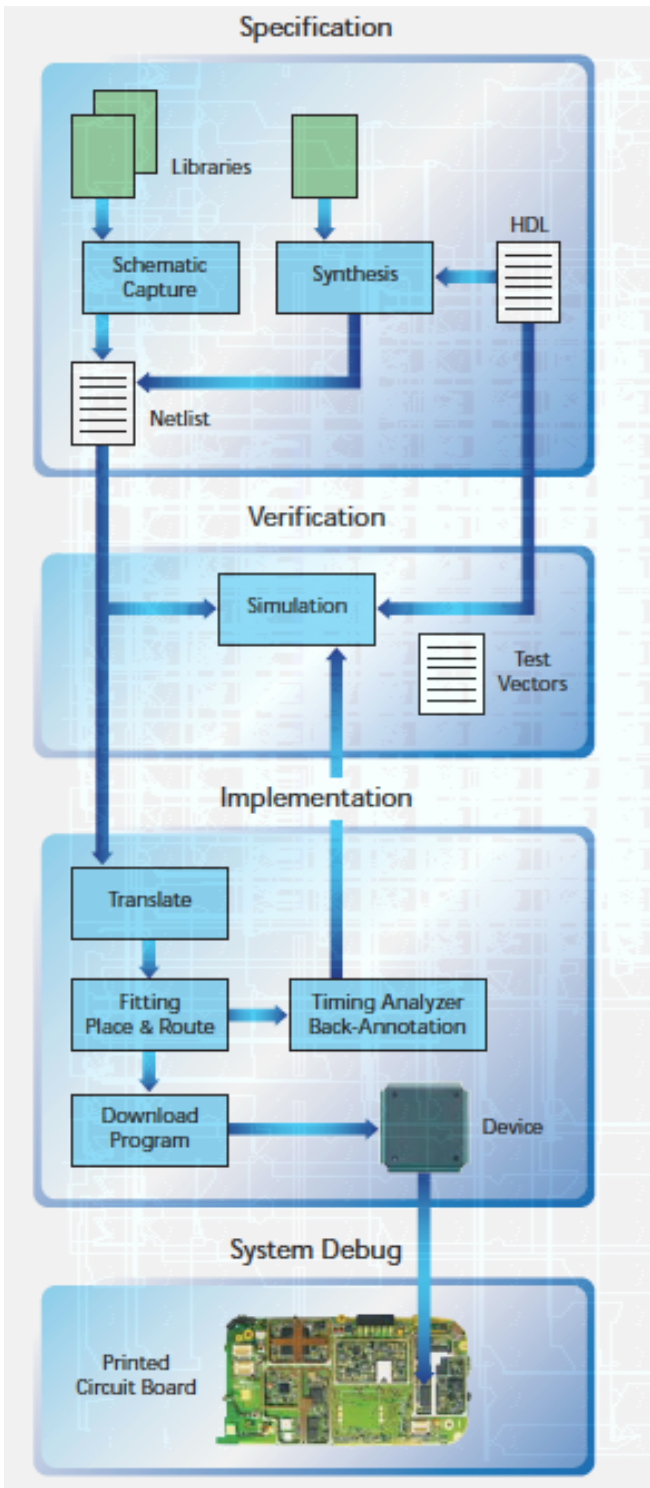 Specification
Libraries
HDL
Schematic
Capture
Synthesis
Netlist
Verification
Simulation
Test
Vectors
Implementation
Translate
Fitting
Place & Route
Timing Analyzer
Back-Annotation
Download
Program
Device
System Debug
Printed
Circuit Board